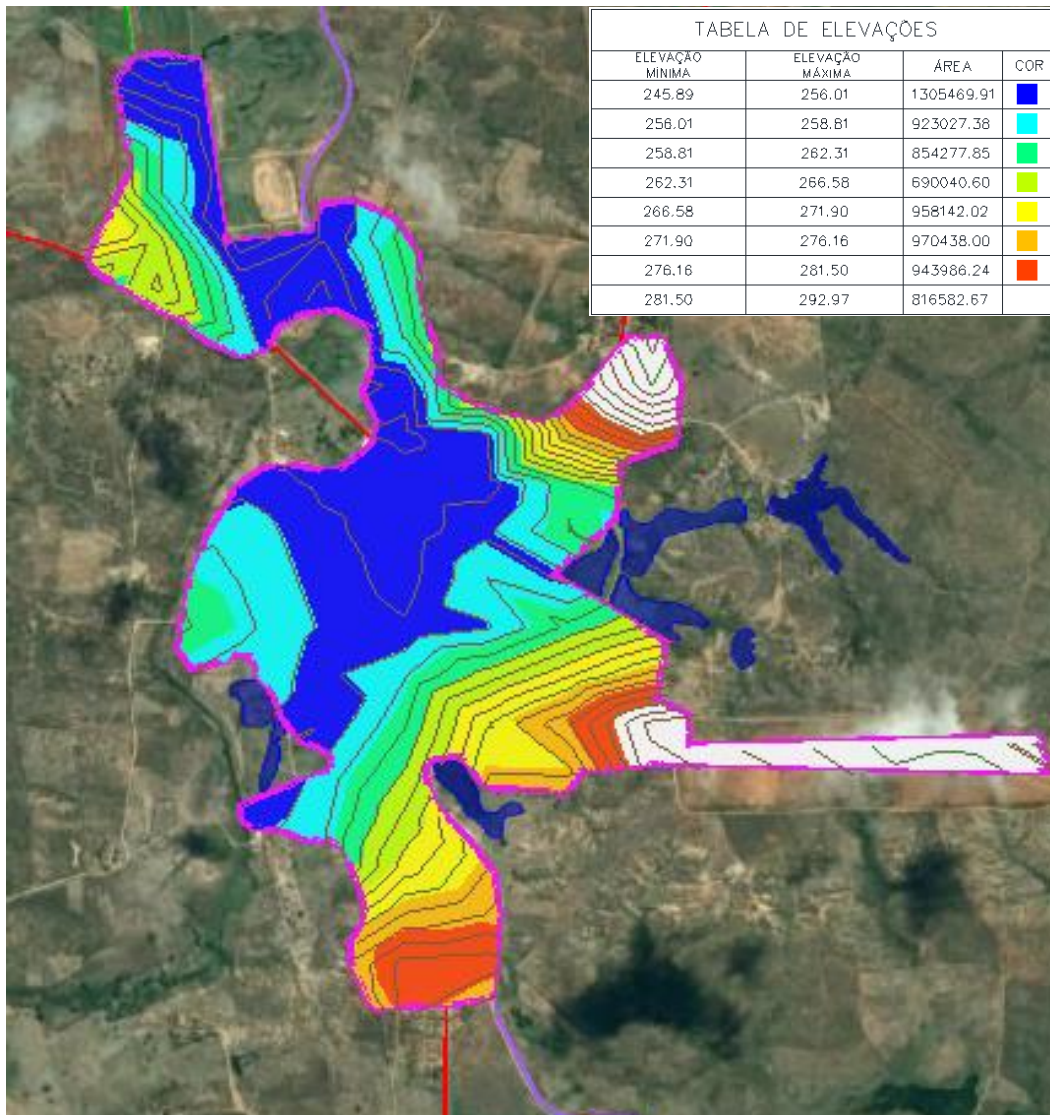 TABELA DE ELEVAÇÕES
ELEVAÇÃO MÍNIMA ELEVAÇÃO MÁXIMA ÁREA COR
245.89 256.01 1305469.91
256.01 258.81 923027.38
258.81 262.31 854277.85
262.31 266.58 690040.60
266.58 271.90 958142.02
271.90 276.16 970438.00
276.16 281.50 943986.24
281.50 292.97 816582.67